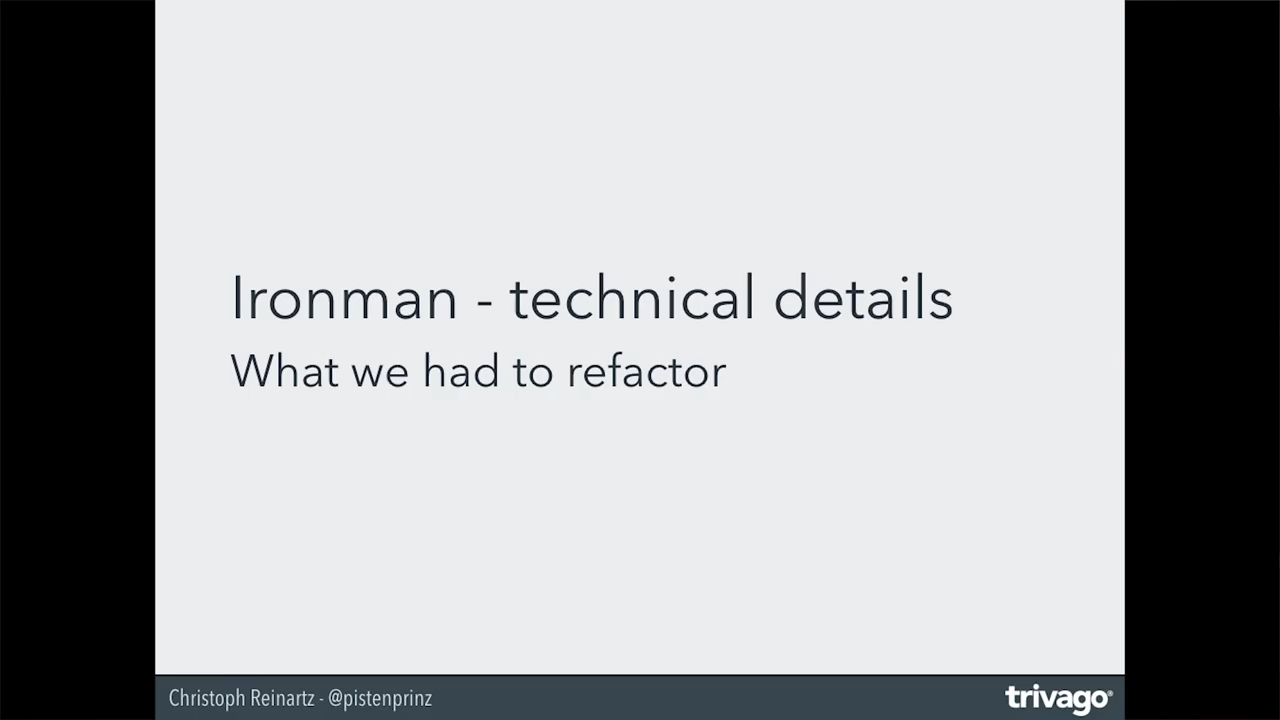 Ironman - technical details
What we had to refactor
Christoph Reinartz - @pistenprinz
trivago®